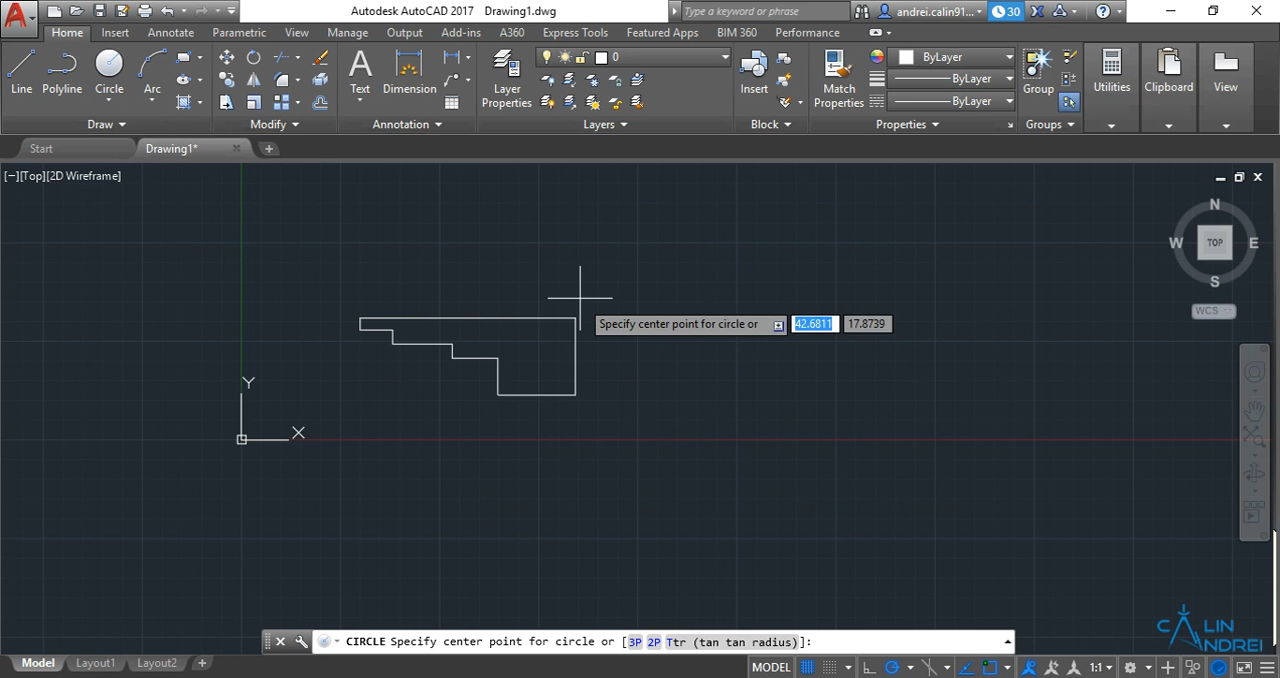 Autodesk AutoCAD 2017 Drawing1.dwg
Type a keyword or phrase
andrei.calin91...
30
Home Insert Annotate Parametric View Manage Output Add-ins A360 Express Tools Featured Apps BIM 360 Performance
Line Polyline Circle Arc
Draw
Modify
Text Dimension
Annotation
Layer Properties
0
Layers
Insert
Block
Match Properties
ByLayer
ByLayer
ByLayer
Properties
Group
Groups
Utilities
Clipboard
View
Start Drawing1*
[−][Top][2D Wireframe]
N
W TOP E
S
WCS
Specify center point for circle or 42.6811 17.8739
Y
X
CALIN
ANDREI
CIRCLE Specify center point for circle or [3P 2P Ttr (tan tan radius)]:
Model Layout1 Layout2
MODEL 1:1